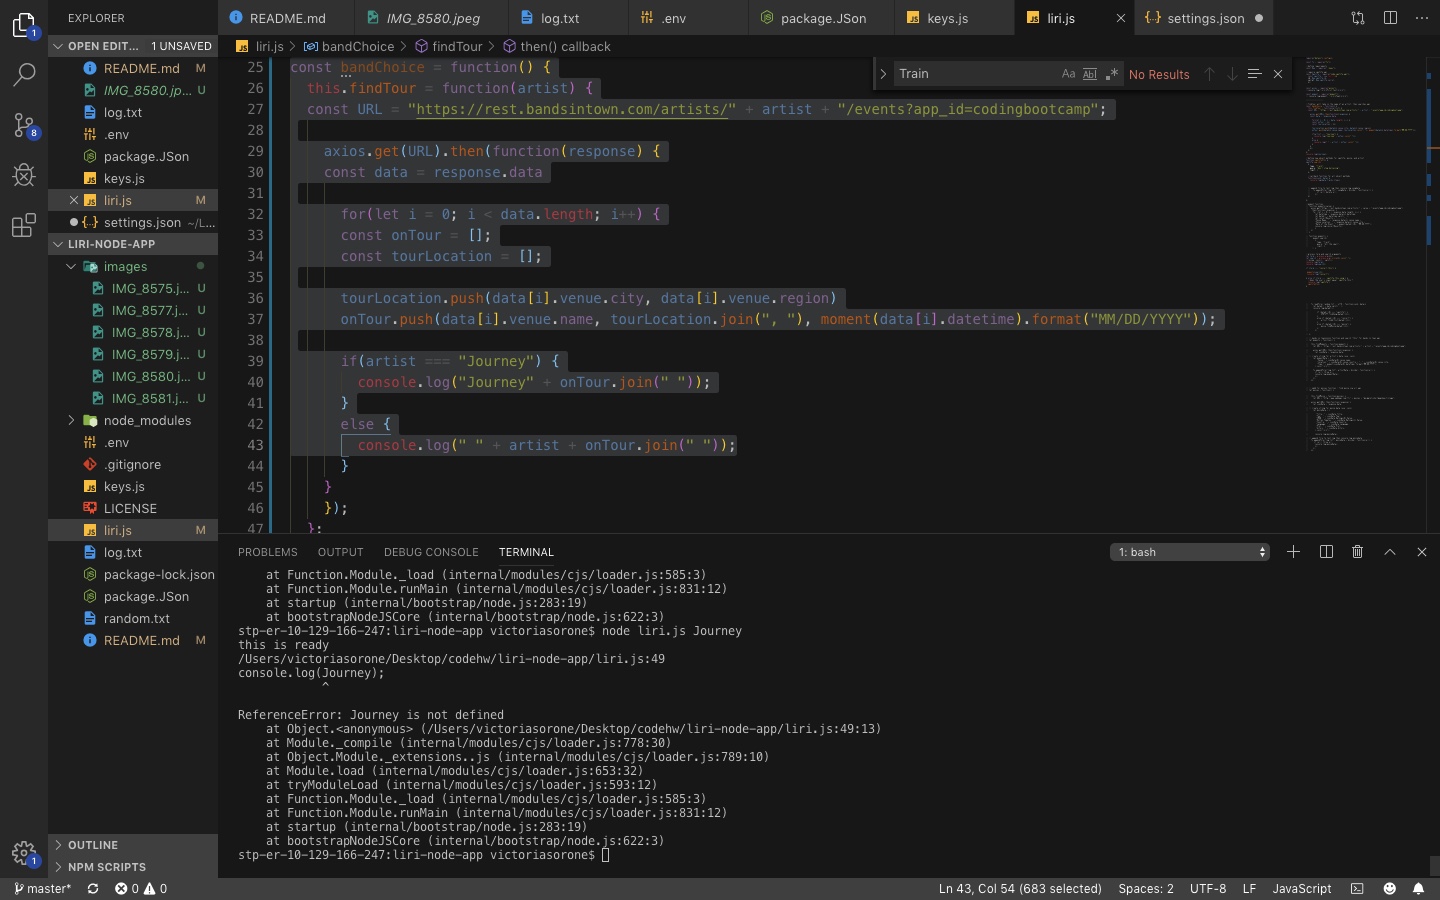 EXPLORER
README.md
IMG_8580.jpeg
log.txt
.env
package.JSon
keys.js
liri.js
settings.json
OPEN EDIT... 1 UNSAVED
README.md M
IMG_8580.jp... U
log.txt
.env
package.JSon
keys.js
liri.js M
settings.json ~/L...
LIRI-NODE-APP
images
IMG_8575.j... U
IMG_8577.j... U
IMG_8578.j... U
IMG_8579.j... U
IMG_8580.j... U
IMG_8581.j... U
node_modules
.env
.gitignore
keys.js
LICENSE
liri.js M
log.txt
package-lock.json
package.JSon
random.txt
README.md M
OUTLINE
NPM SCRIPTS
1
8
1
liri.js > bandChoice > findTour > then() callback
Train Aa Abl .* No Results
25 const bandChoice = function() {
26 this.findTour = function(artist) {
27 const URL = "https://rest.bandsintown.com/artists/" + artist + "/events?app_id=codingbootcamp";
28
29 axios.get(URL).then(function(response) {
30 const data = response.data
31
32 for(let i = 0; i < data.length; i++) {
33 const onTour = [];
34 const tourLocation = [];
35
36 tourLocation.push(data[i].venue.city, data[i].venue.region)
37 onTour.push(data[i].venue.name, tourLocation.join(", "), moment(data[i].datetime).format("MM/DD/YYYY"));
38
39 if(artist === "Journey") {
40 console.log("Journey" + onTour.join(" "));
41 }
42 else {
43 console.log(" " + artist + onTour.join(" "));
44 }
45 }
46 });
47 };
PROBLEMS OUTPUT DEBUG CONSOLE TERMINAL 1: bash
at Function.Module._load (internal/modules/cjs/loader.js:585:3)
at Function.Module.runMain (internal/modules/cjs/loader.js:831:12)
at startup (internal/bootstrap/node.js:283:19)
at bootstrapNodeJSCore (internal/bootstrap/node.js:622:3)
stp-er-10-129-166-247:liri-node-app victoriasorone$ node liri.js Journey
this is ready
/Users/victoriasorone/Desktop/codehw/liri-node-app/liri.js:49
console.log(Journey);
^
ReferenceError: Journey is not defined
at Object.<anonymous> (/Users/victoriasorone/Desktop/codehw/liri-node-app/liri.js:49:13)
at Module._compile (internal/modules/cjs/loader.js:778:30)
at Object.Module._extensions..js (internal/modules/cjs/loader.js:789:10)
at Module.load (internal/modules/cjs/loader.js:653:32)
at tryModuleLoad (internal/modules/cjs/loader.js:593:12)
at Function.Module._load (internal/modules/cjs/loader.js:585:3)
at Function.Module.runMain (internal/modules/cjs/loader.js:831:12)
at startup (internal/bootstrap/node.js:283:19)
at bootstrapNodeJSCore (internal/bootstrap/node.js:622:3)
stp-er-10-129-166-247:liri-node-app victoriasorone$
master* 0 0 Ln 43, Col 54 (683 selected) Spaces: 2 UTF-8 LF JavaScript